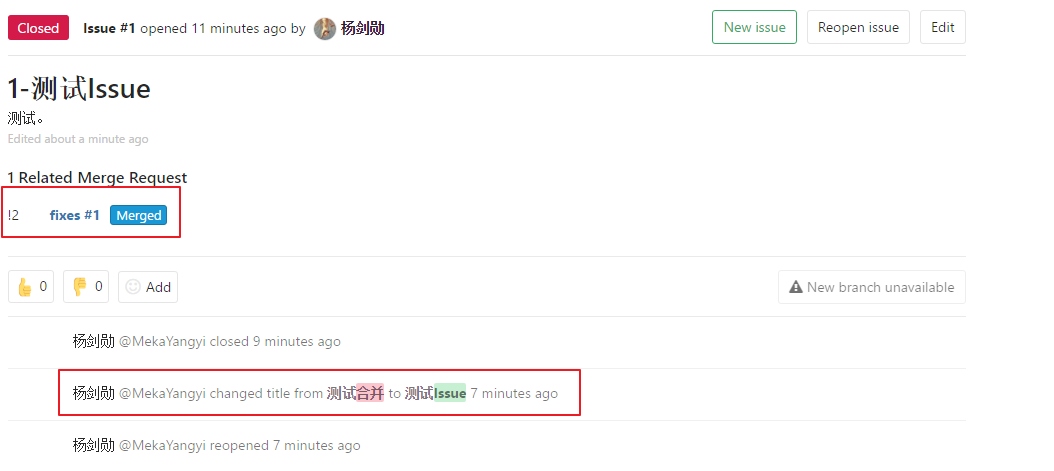 Closed Issue #1 opened 11 minutes ago by 杨剑勋 New issue Reopen issue Edit
1-测试Issue
测试。
Edited about a minute ago
1 Related Merge Request
!2 fixes #1 Merged
0 0 Add New branch unavailable
杨剑勋 @MekaYangyi closed 9 minutes ago
杨剑勋 @MekaYangyi changed title from 测试合并 to 测试Issue 7 minutes ago
杨剑勋 @MekaYangyi reopened 7 minutes ago